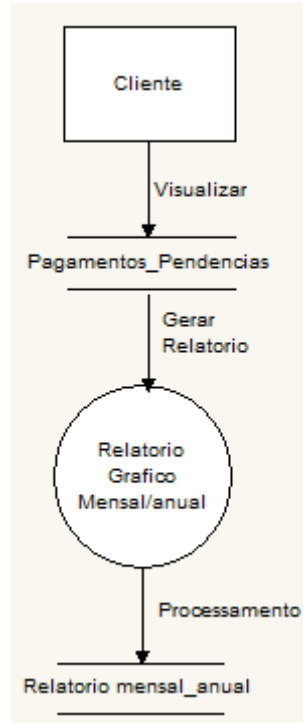 Cliente
Visualizar
Pagamentos_Pendencias
Gerar
Relatorio
Relatorio
Grafico
Mensal/anual
Processamento
Relatorio mensal_anual